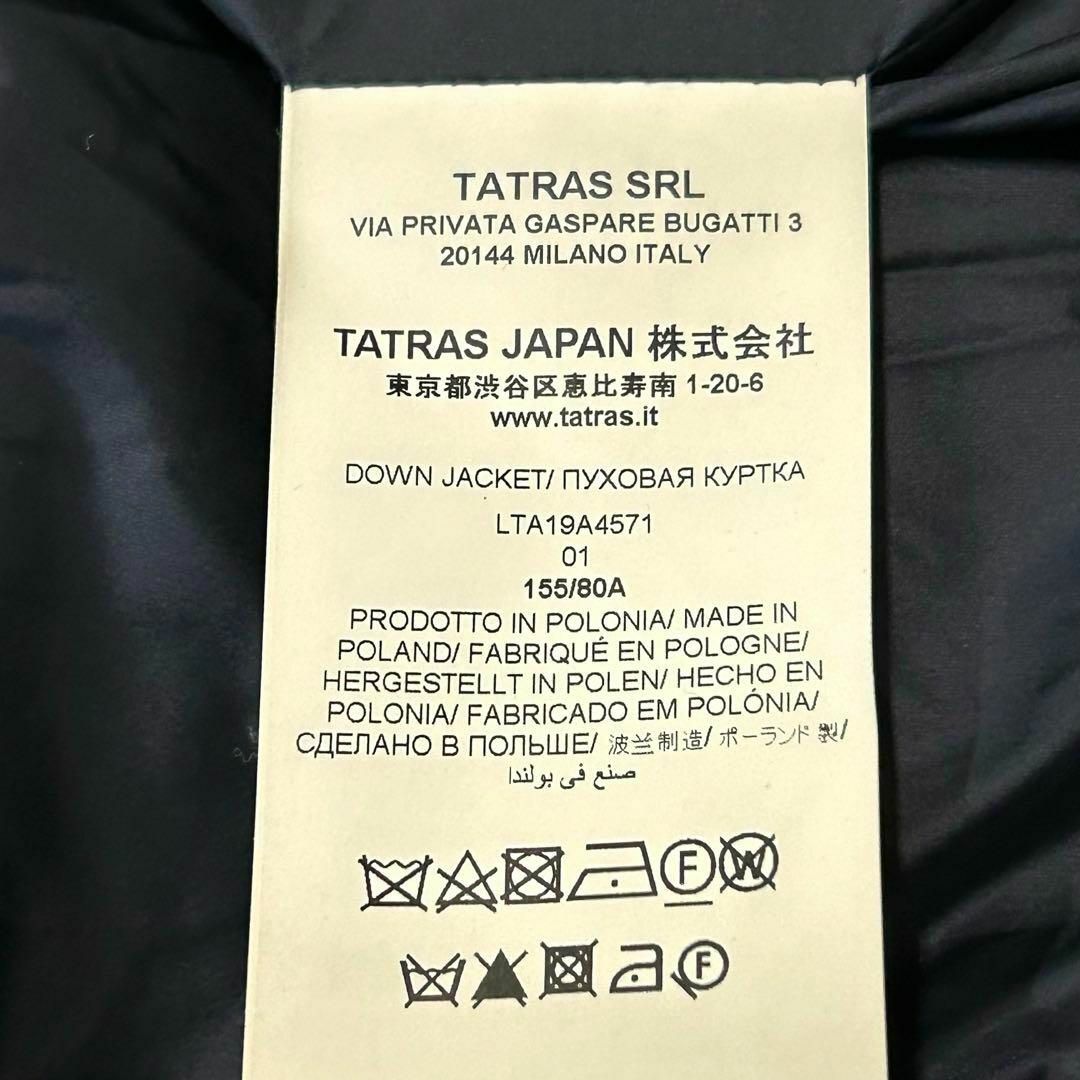 TATRAS SRL
VIA PRIVATA GASPARE BUGATTI 3
20144 MILANO ITALY
TATRAS JAPAN 株式会社
東京都渋谷区恵比寿南 1-20-6
www.tatras.it
DOWN JACKET/ ПУХОВАЯ КУРТКА
LTA19A4571
01
155/80A
PRODOTTO IN POLONIA/ MADE IN
POLAND/ FABRIQUÉ EN POLOGNE/
HERGESTELLT IN POLEN/ HECHO EN
POLONIA/ FABRICADO EM POLÓNIA/
СДЕЛАНО В ПОЛЬШЕ/ 波兰制造/ ポーランド製/
صنع في بولندا
F W
F